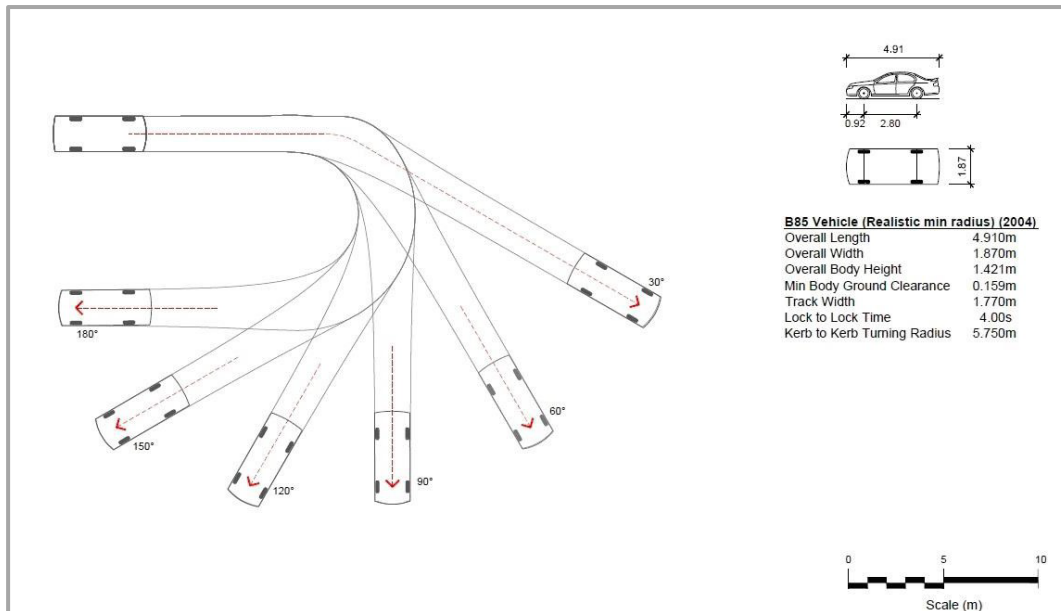 4.91
0.92 2.80
1.87
B85 Vehicle (Realistic min radius) (2004)
Overall Length 4.910m
Overall Width 1.870m
Overall Body Height 1.421m
Min Body Ground Clearance 0.159m
Track Width 1.770m
Lock to Lock Time 4.00s
Kerb to Kerb Turning Radius 5.750m
30°
180°
60°
150°
120°
90°
0 5 10
Scale (m)